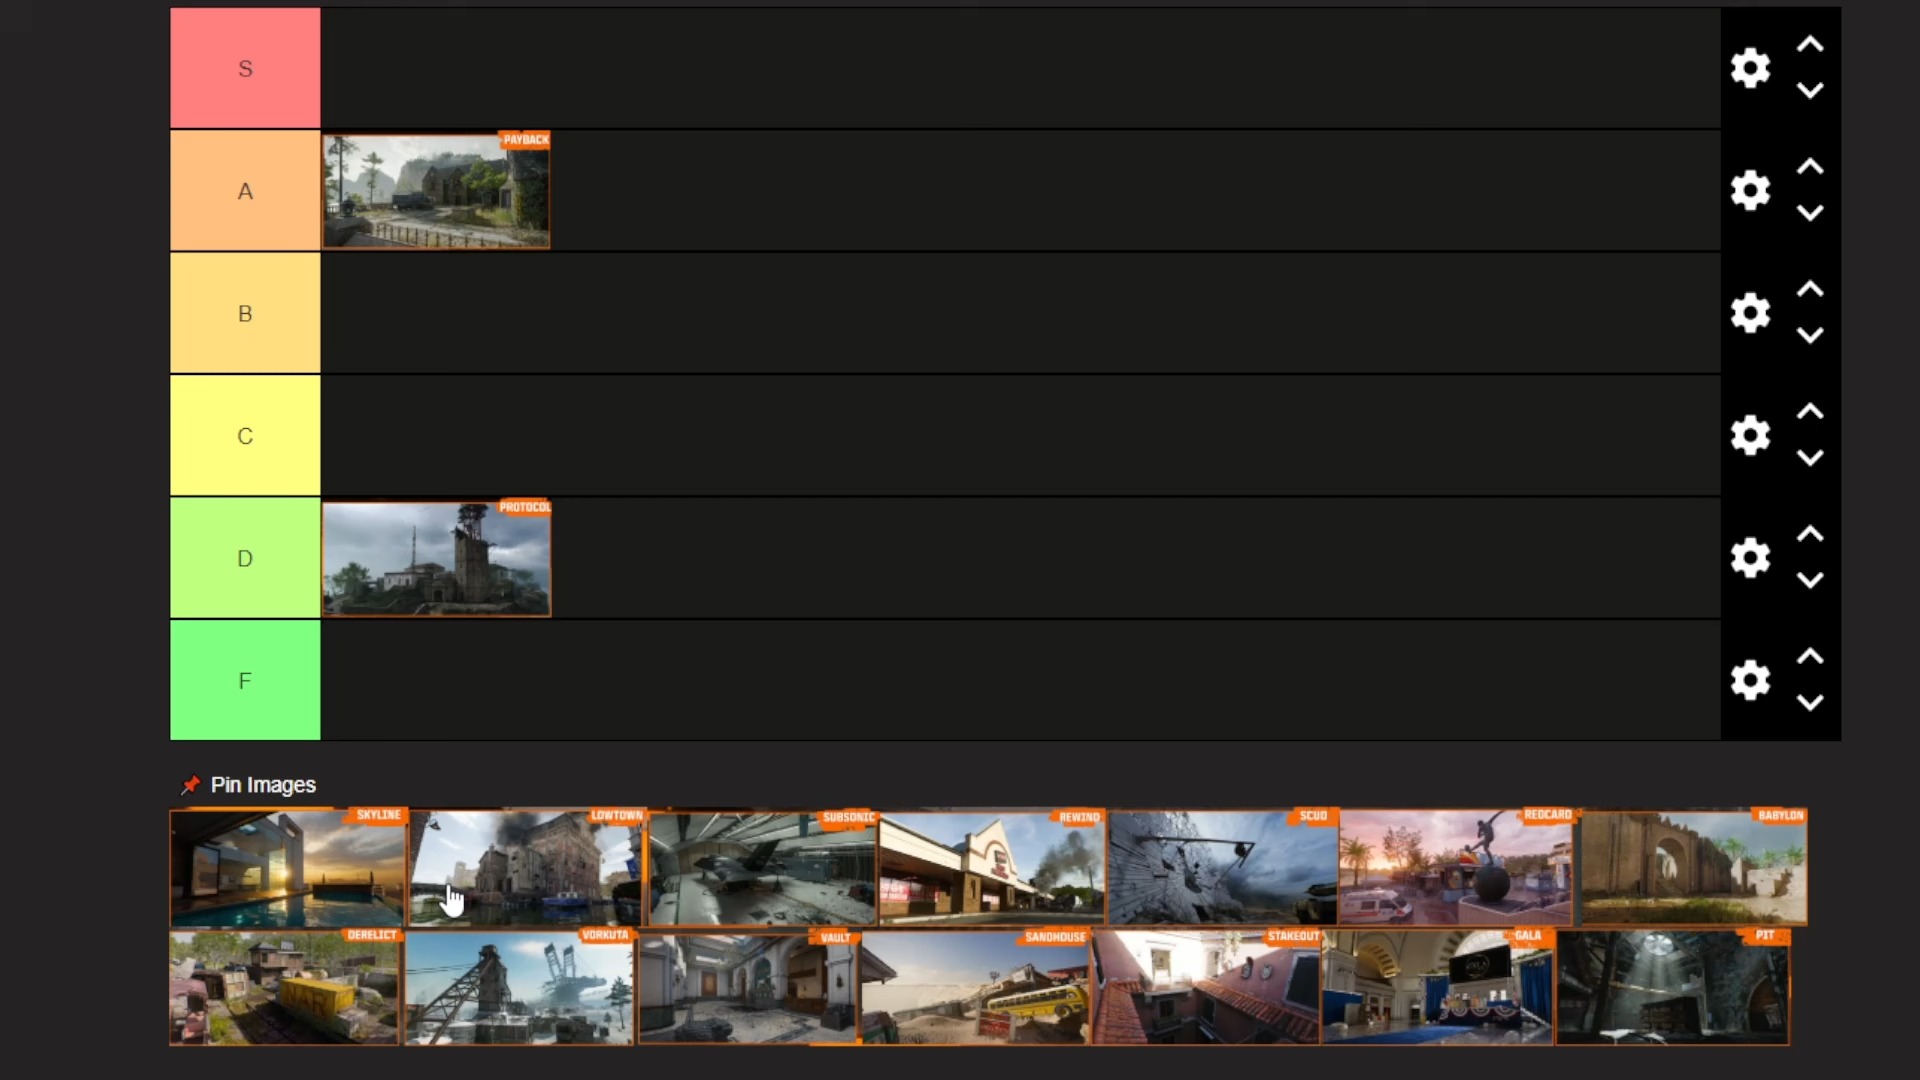 S
PAYBACK
A
B
C
PROTOCOL
D
F
Pin Images
SKYLINE
LOWTOWN
SUBSONIC
REWIND
SCUD
REDCARD
BABYLON
DERELICT
VORKUTA
VAULT
SANDHOUSE
STAKEOUT
GALA
PIT